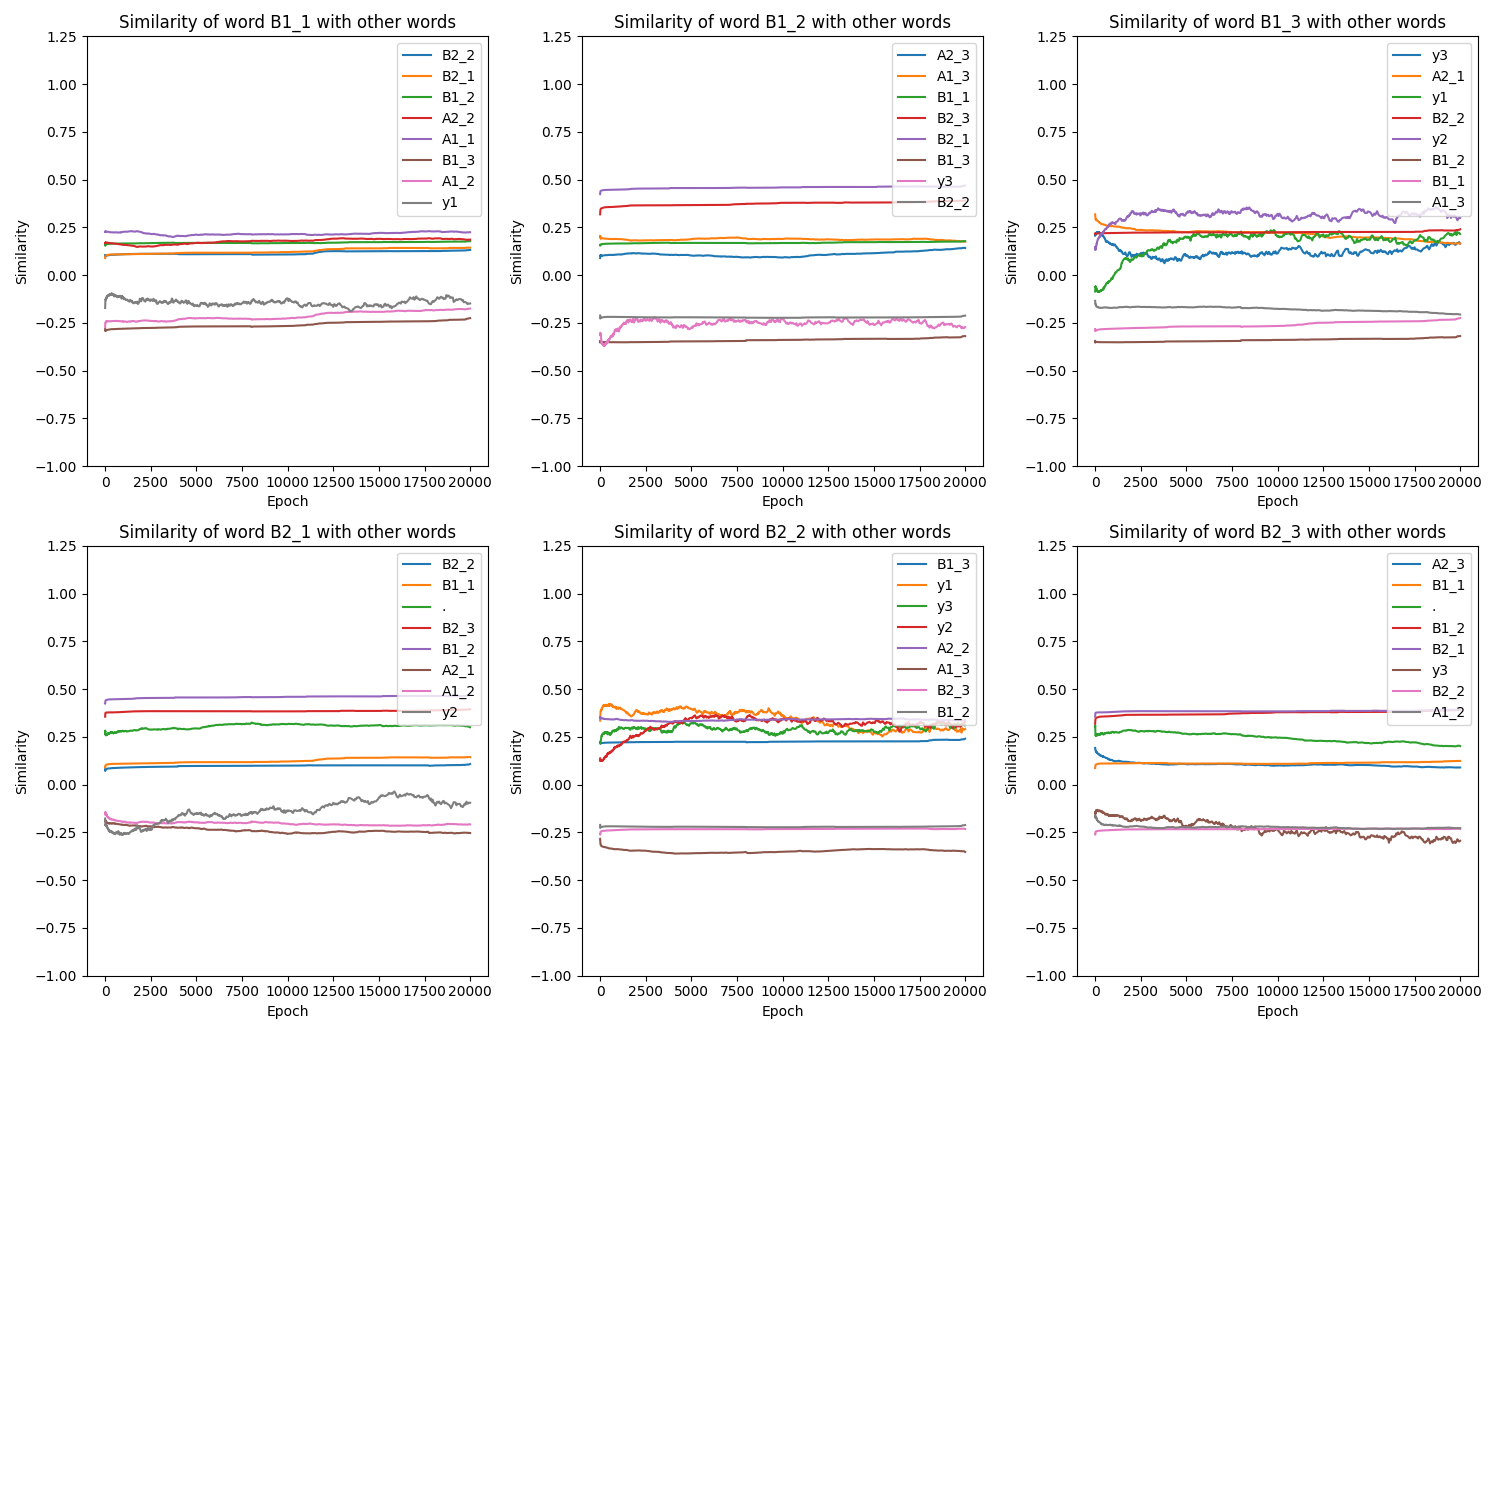 Similarity of word B1_1 with other words
1.25
1.00
0.75
0.50
0.25
0.00
−0.25
−0.50
−0.75
−1.00
Similarity
0 2500 5000 7500 10000 12500 15000 17500 20000
Epoch
B2_2
B2_1
B1_2
A2_2
A1_1
B1_3
A1_2
y1
Similarity of word B1_2 with other words
1.25
1.00
0.75
0.50
0.25
0.00
−0.25
−0.50
−0.75
−1.00
Similarity
0 2500 5000 7500 10000 12500 15000 17500 20000
Epoch
A2_3
A1_3
B1_1
B2_3
B2_1
B1_3
y3
B2_2
Similarity of word B1_3 with other words
1.25
1.00
0.75
0.50
0.25
0.00
−0.25
−0.50
−0.75
−1.00
Similarity
0 2500 5000 7500 10000 12500 15000 17500 20000
Epoch
y3
A2_1
y1
B2_2
y2
B1_2
B1_1
A1_3
Similarity of word B2_1 with other words
1.25
1.00
0.75
0.50
0.25
0.00
−0.25
−0.50
−0.75
−1.00
Similarity
0 2500 5000 7500 10000 12500 15000 17500 20000
Epoch
B2_2
B1_1
.
B2_3
B1_2
A2_1
A1_2
y2
Similarity of word B2_2 with other words
1.25
1.00
0.75
0.50
0.25
0.00
−0.25
−0.50
−0.75
−1.00
Similarity
0 2500 5000 7500 10000 12500 15000 17500 20000
Epoch
B1_3
y1
y3
y2
A2_2
A1_3
B2_3
B1_2
Similarity of word B2_3 with other words
1.25
1.00
0.75
0.50
0.25
0.00
−0.25
−0.50
−0.75
−1.00
Similarity
0 2500 5000 7500 10000 12500 15000 17500 20000
Epoch
A2_3
B1_1
.
B1_2
B2_1
y3
B2_2
A1_2